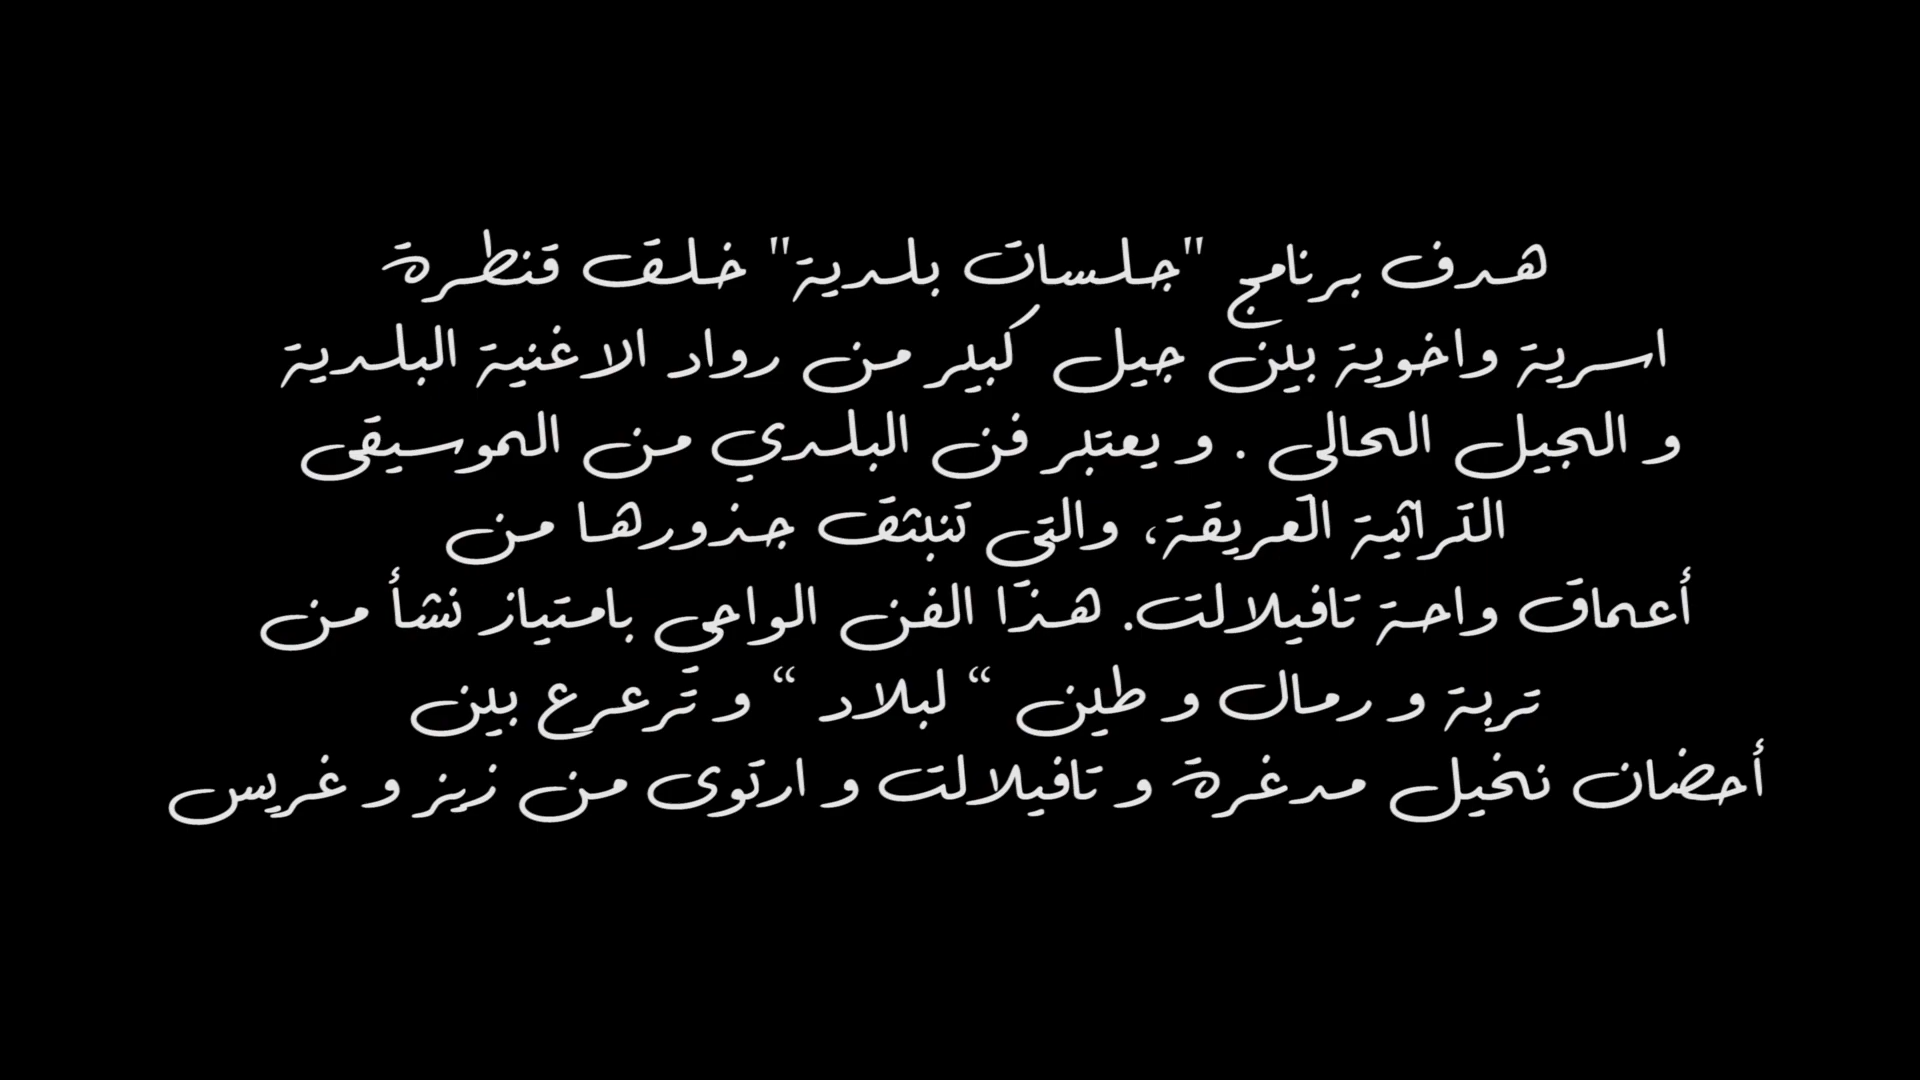 هدف برنامج "جلسات بلدية" خلق قنطرة
اسرية واخوية بين جيل كبير من رواد الاغنية البلدية
و الجيل الحالي . و يعتبر فن البلدي من الموسيقى
التراثية العريقة، والتي تنبثق جذورها من
أعماق واحة تافيلالت. هذا الفن الواحي بامتياز نشأ من
تربة و رمال و طين “ لبلاد “ و ترعرع بين
أحضان نخيل مدغرة و تافيلالت و ارتوى من زيز و غريس